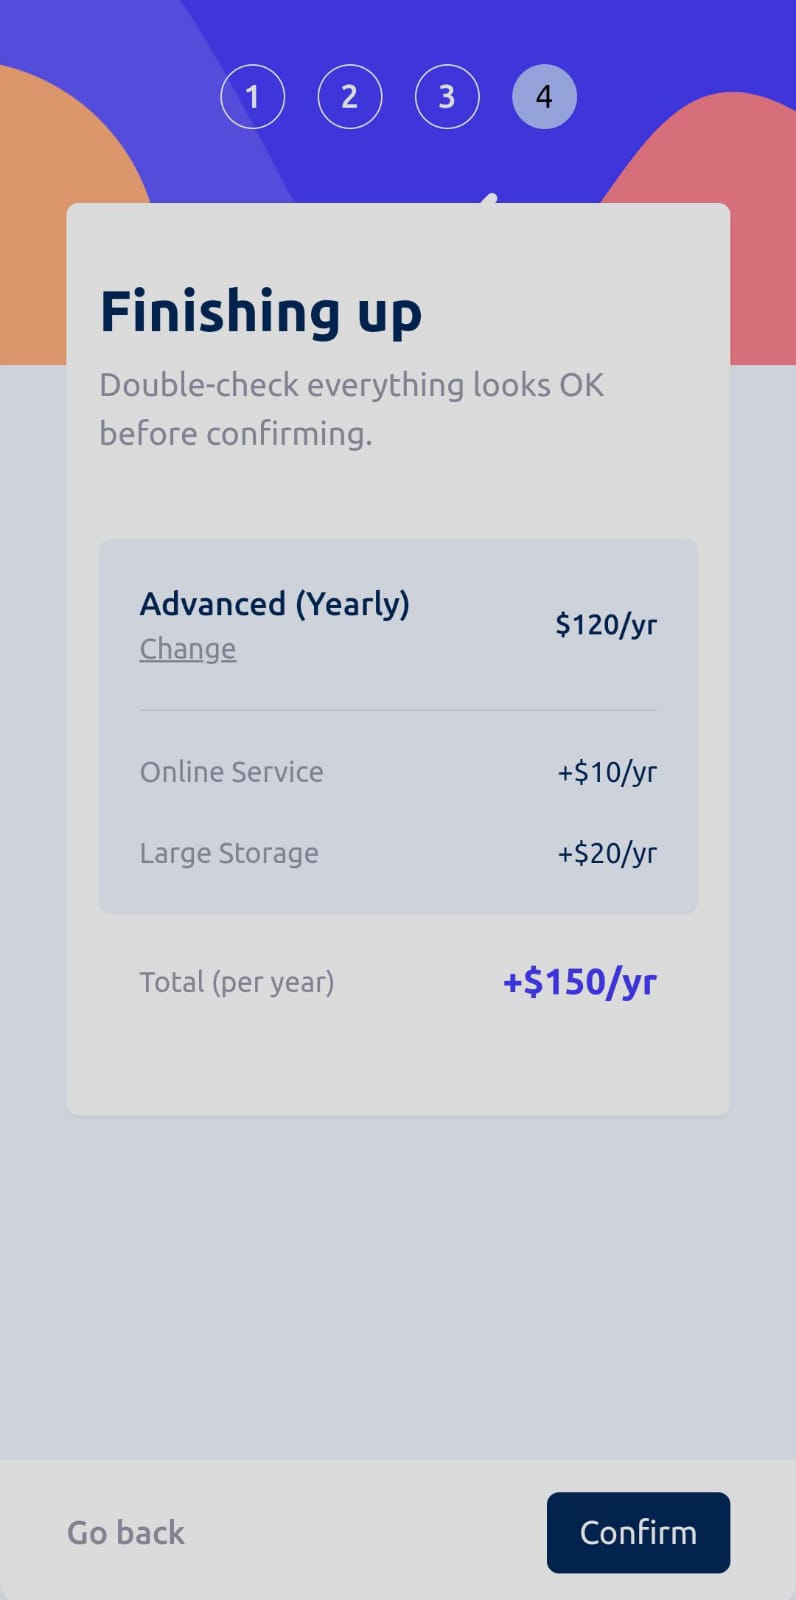 1 2 3 4
Finishing up
Double-check everything looks OK
before confirming.
Advanced (Yearly)
$120/yr
Change
Online Service +$10/yr
Large Storage +$20/yr
Total (per year) +$150/yr
Go back Confirm